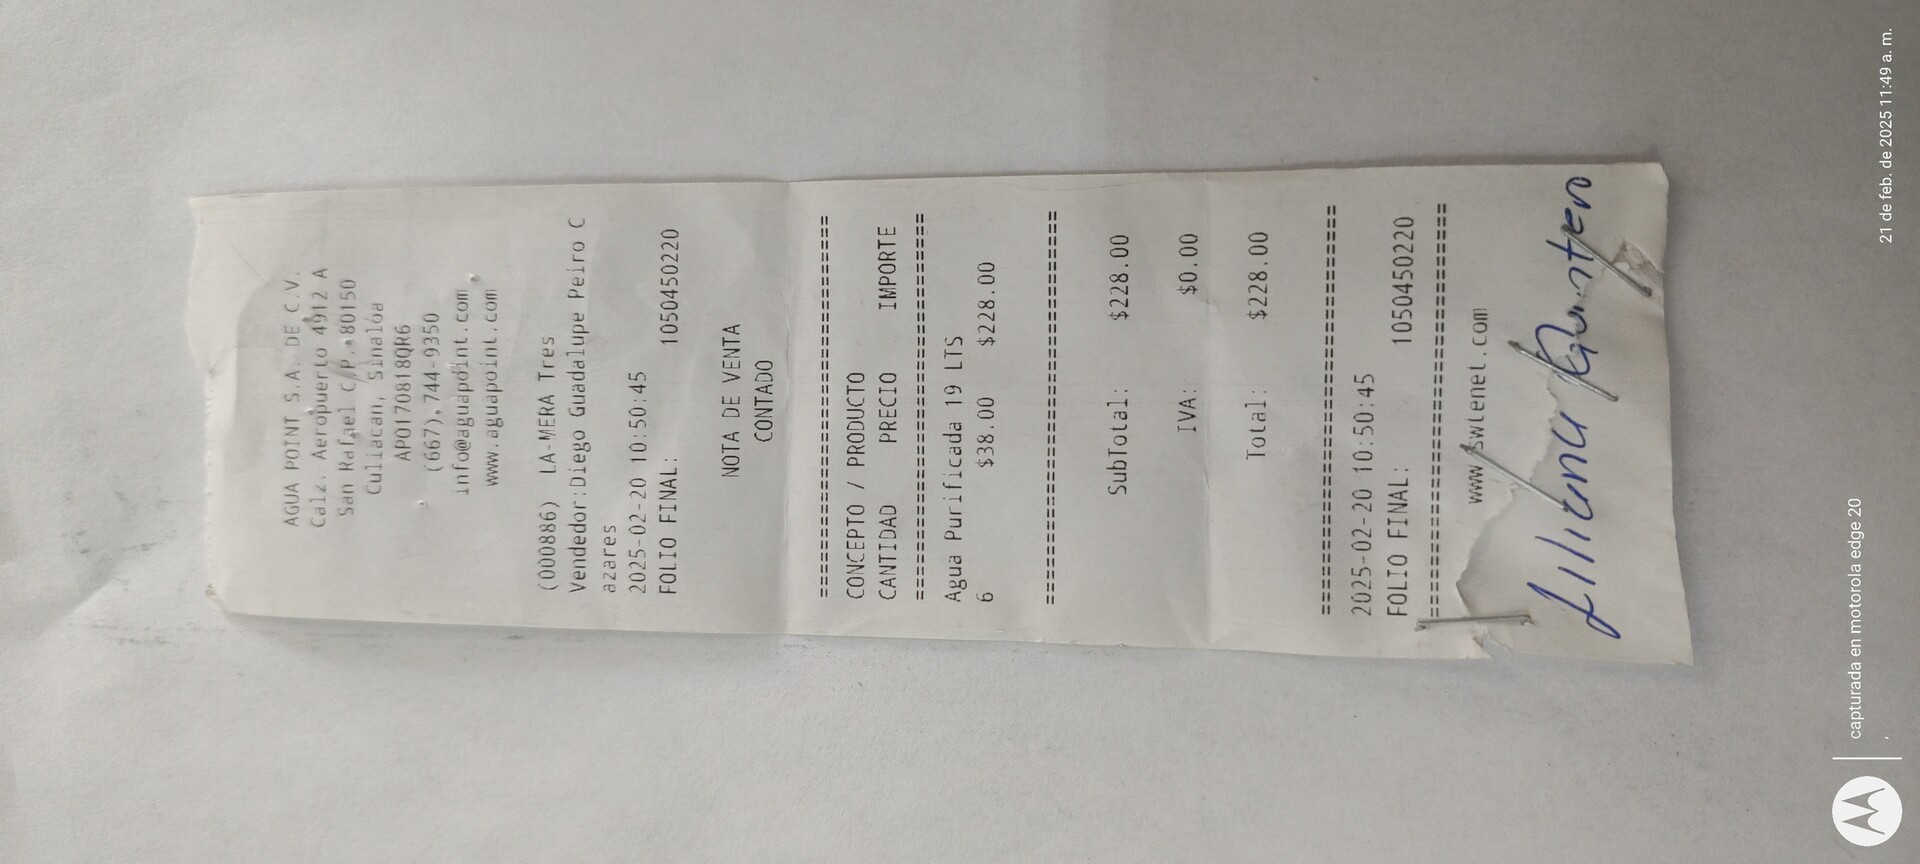 AGUA POINT S.A. DE C.V.
Calz. Aeropuerto 4912 A
San Rafael C.P. 80150
Culiacan, Sinaloa
APO170818QR6
(667) 744-9350
info@aguapoint.com
www.aguapoint.com
(000886) LA-MERA Tres
Vendedor:Diego Guadalupe Peiro C
azares
2025-02-20 10:50:45
FOLIO FINAL: 1050450220
NOTA DE VENTA
CONTADO
================================
CONCEPTO / PRODUCTO
CANTIDAD PRECIO IMPORTE
================================
Agua Purificada 19 LTS
6 $38.00 $228.00
================================
SubTotal: $228.00
IVA: $0.00
Total: $228.00
================================
2025-02-20 10:50:45
FOLIO FINAL: 1050450220
================================
www.swtenet.com
capturada en motorola edge 20
21 de feb. de 2025 11:49 a. m.